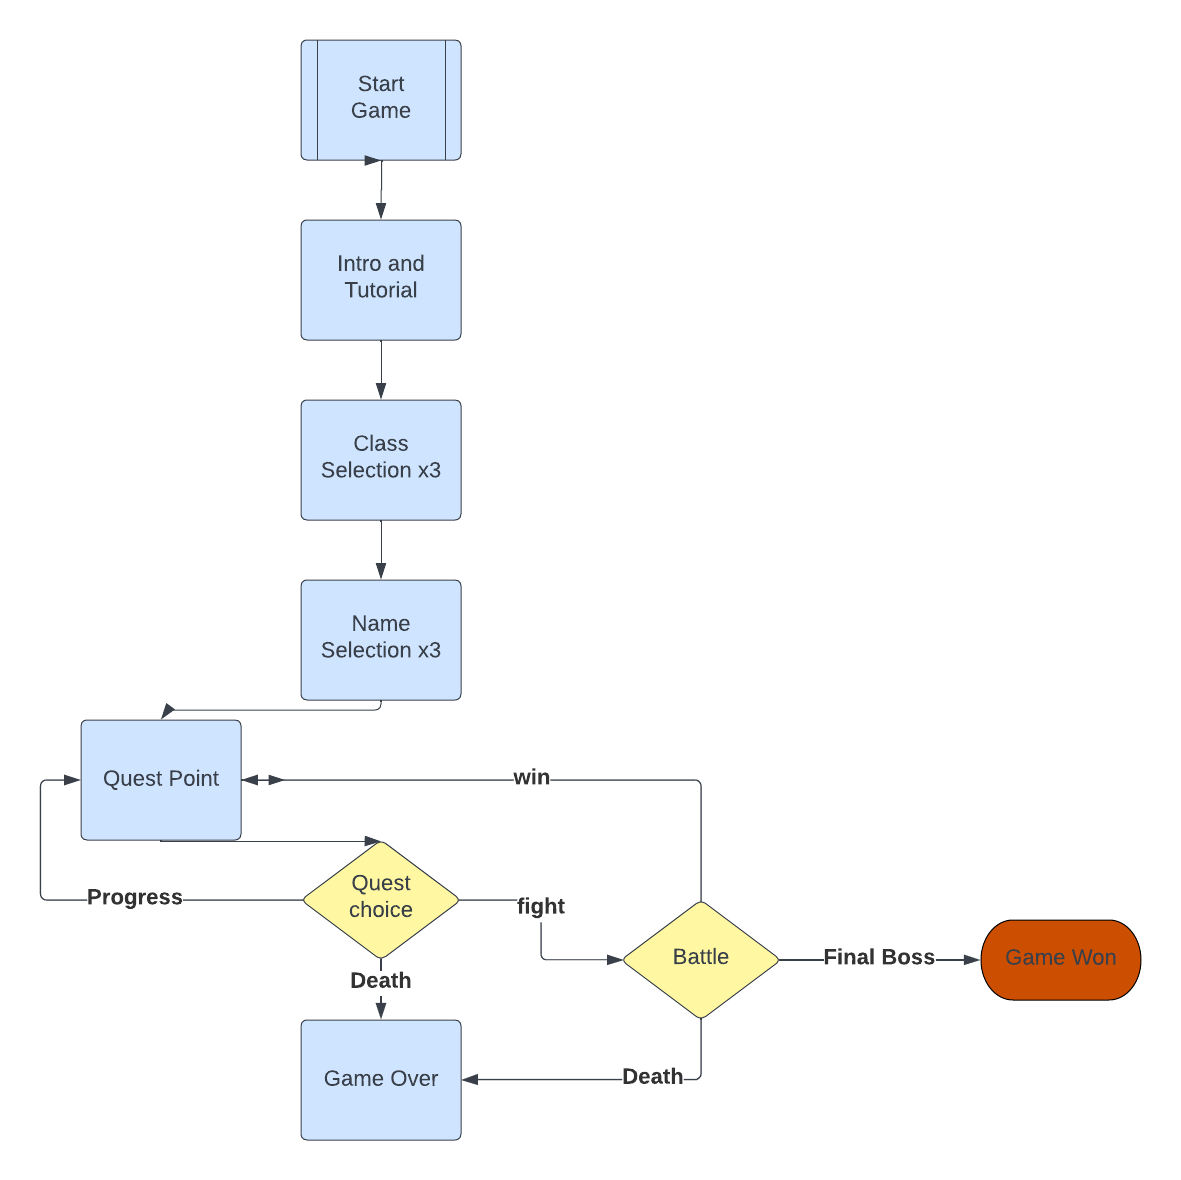 Start
Game
Intro and
Tutorial
Class
Selection x3
Name
Selection x3
Quest Point
win
Quest
choice
Progress
fight
Battle
Final Boss
Game Won
Death
Game Over
Death